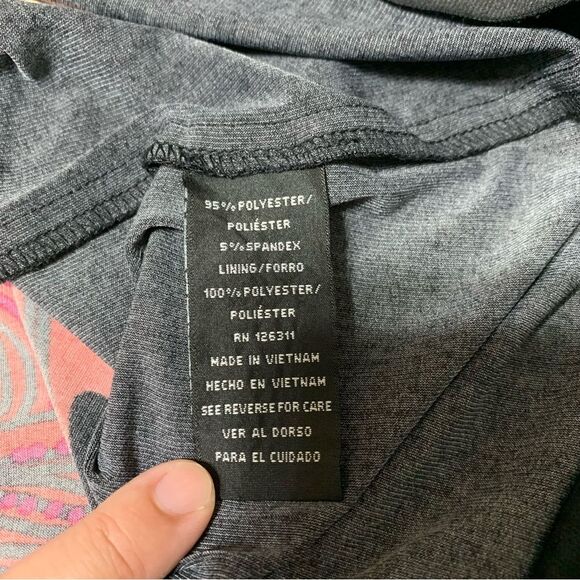 95% POLYESTER/
POLIÉSTER
5% SPANDEX
LINING/FORRO
100% POLYESTER/
POLIÉSTER
RN 126311
MADE IN VIETNAM
HECHO EN VIETNAM
SEE REVERSE FOR CARE
VER AL DORSO
PARA EL CUIDADO